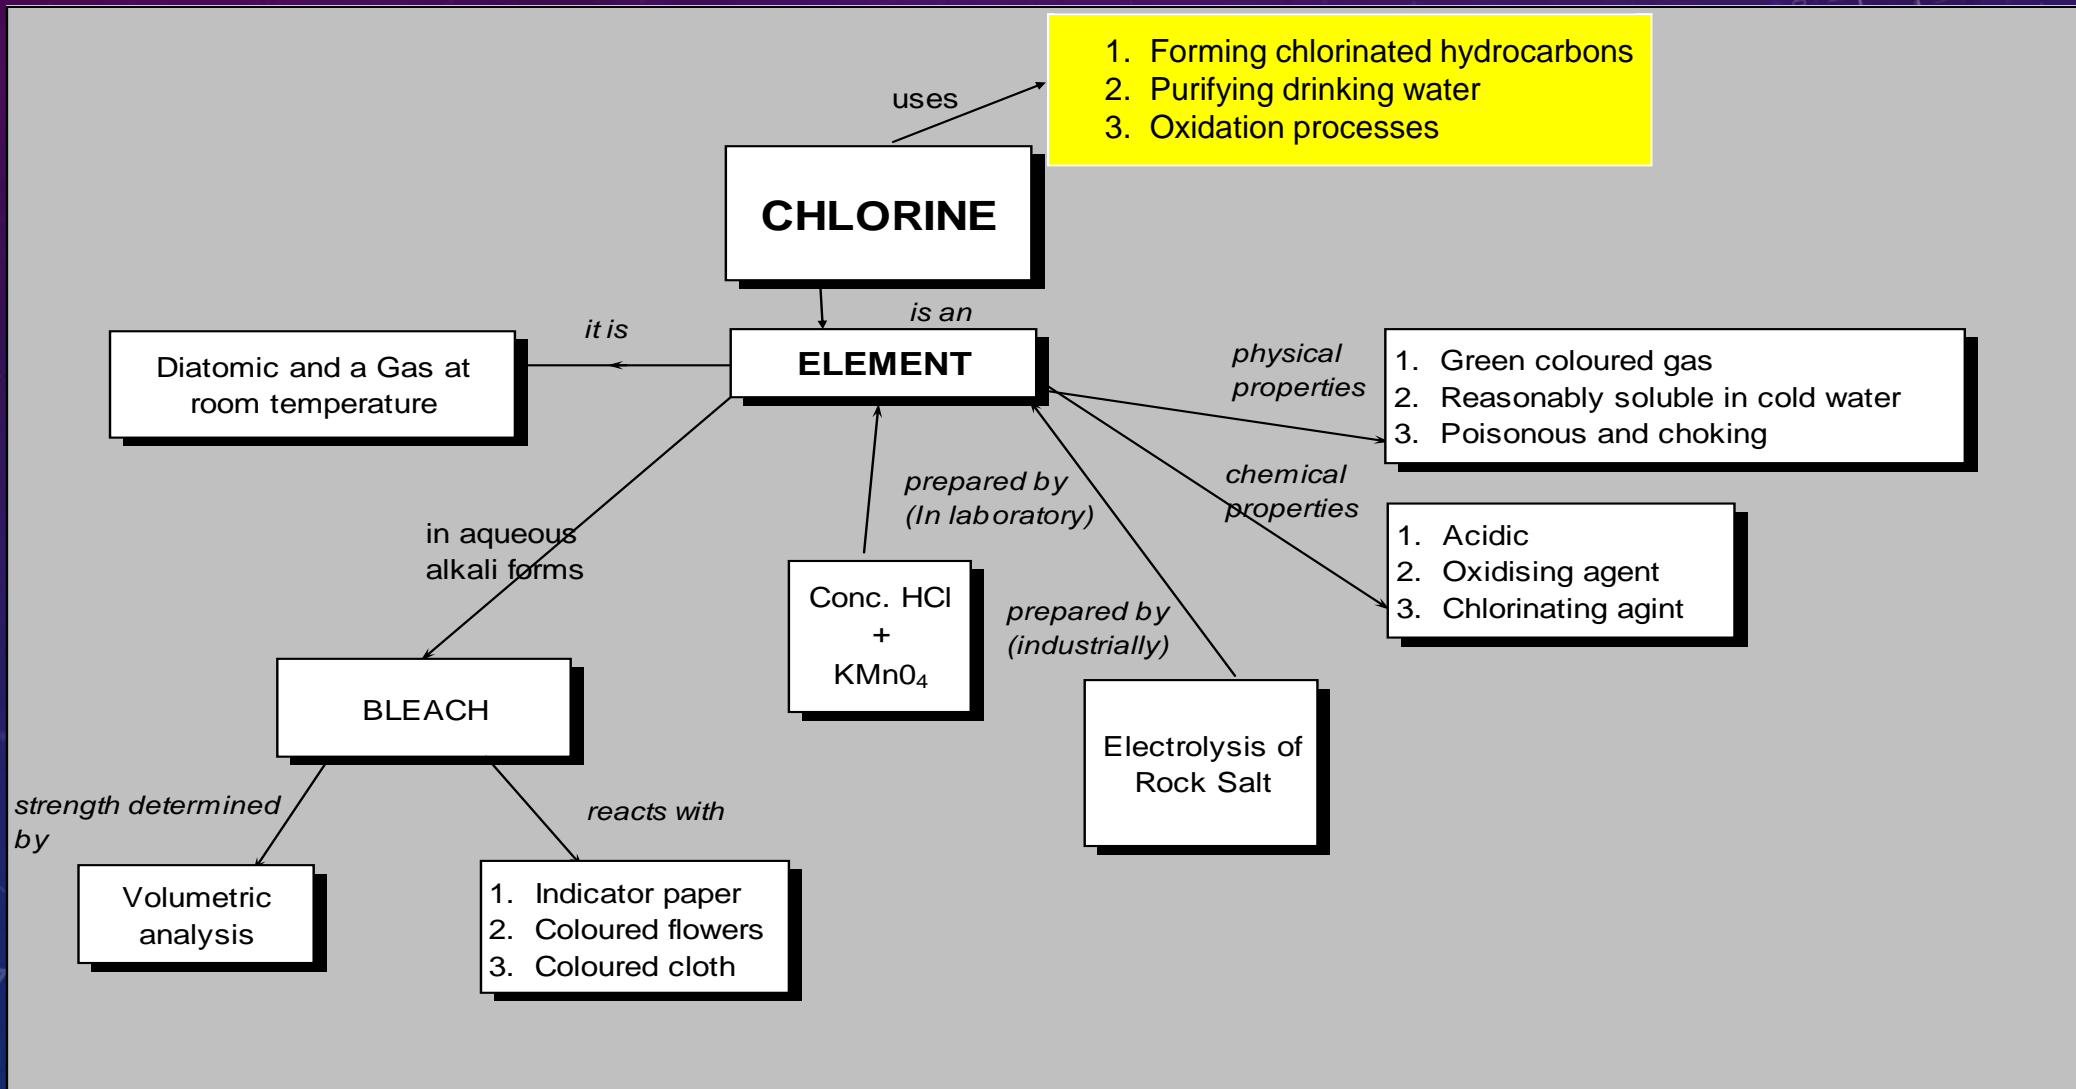 uses
1. Forming chlorinated hydrocarbons
2. Purifying drinking water
3. Oxidation processes
CHLORINE
is an
ELEMENT
it is
Diatomic and a Gas at
room temperature
physical
properties
1. Green coloured gas
2. Reasonably soluble in cold water
3. Poisonous and choking
chemical
properties
1. Acidic
2. Oxidising agent
3. Chlorinating agint
prepared by
(In laboratory)
Conc. HCl
+
KMn0₄
prepared by
(industrially)
Electrolysis of
Rock Salt
in aqueous
alkali forms
BLEACH
strength determined
by
Volumetric
analysis
reacts with
1. Indicator paper
2. Coloured flowers
3. Coloured cloth